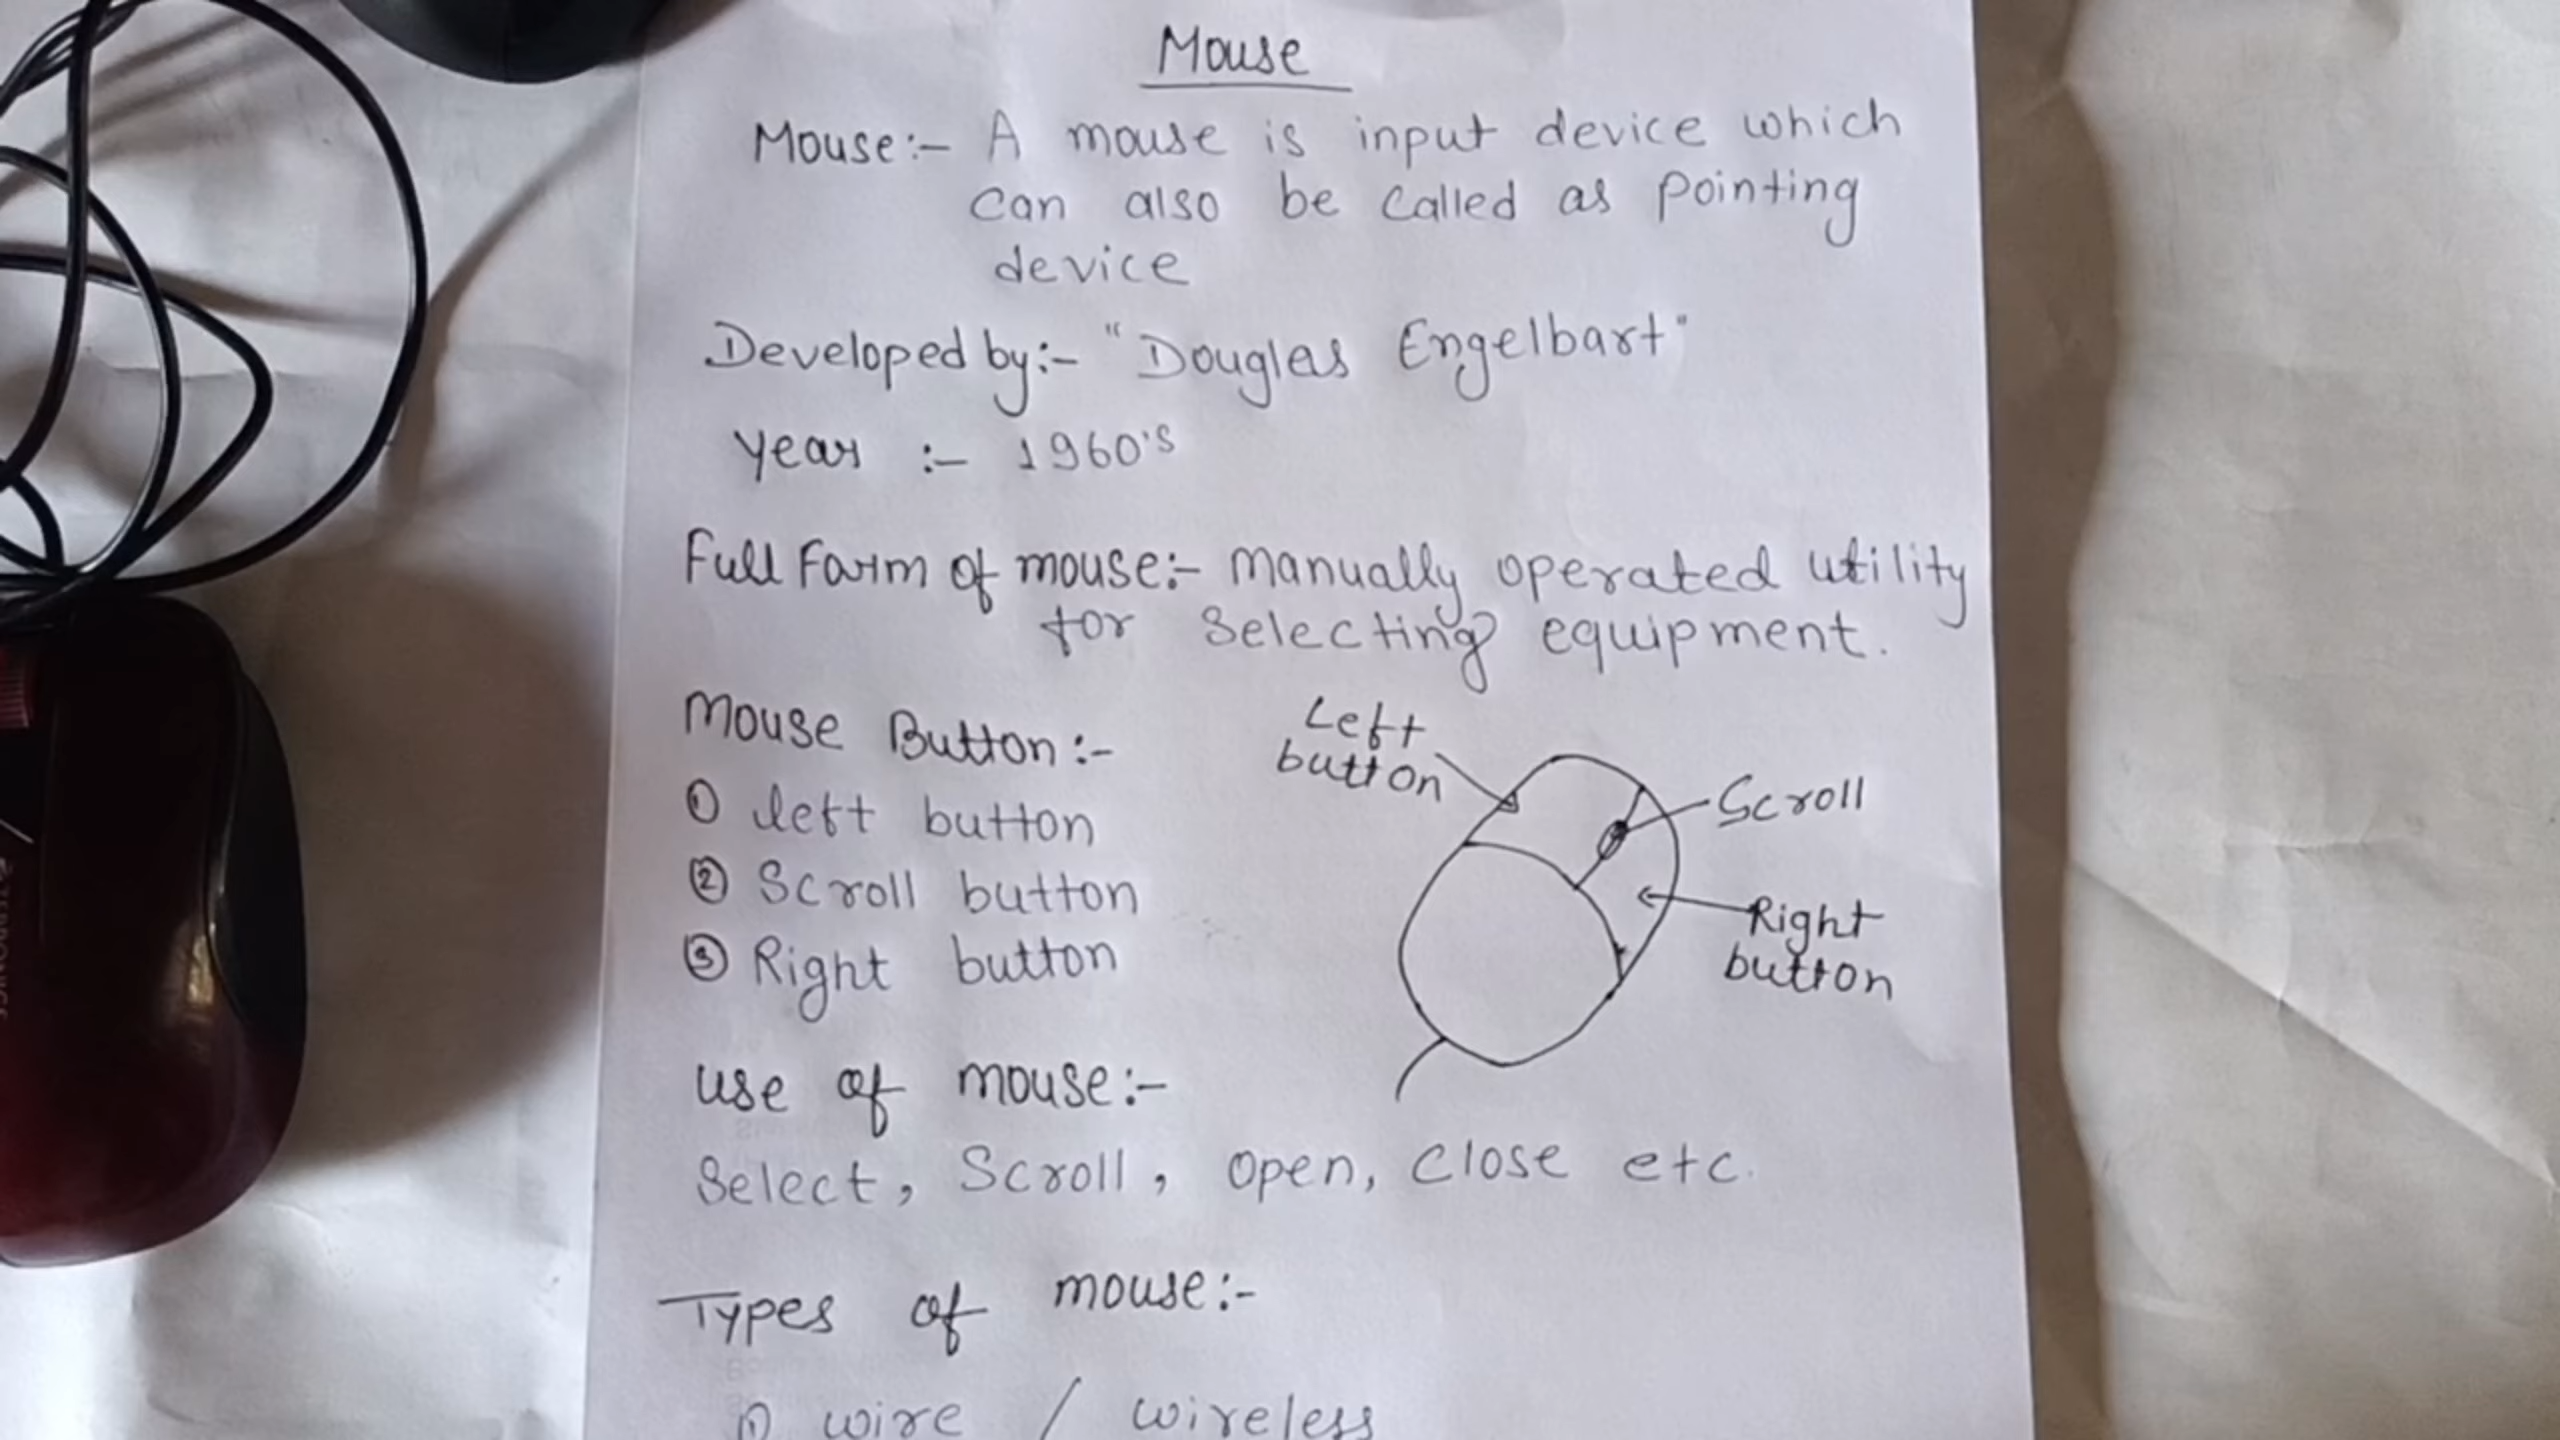 Mouse
Mouse:- A mouse is input device which
can also be called as pointing
device
Developed by:- "Douglas Engelbart"
year :- 1960's
Full Form of mouse:- manually operated utility
for selecting equipment.
Mouse Button:-
① left button
② Scroll button
③ Right button
Left
button
Scroll
Right
button
use of mouse:-
Select, Scroll, open, close etc.
Types of mouse:-
① wire / wireless